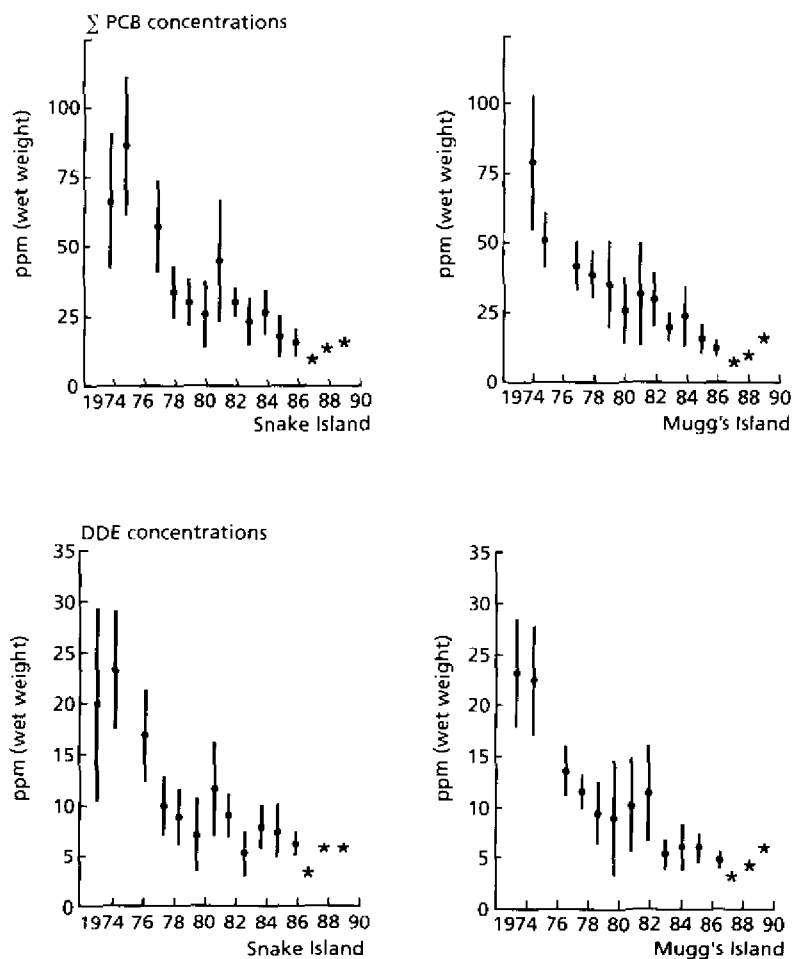 ∑ PCB concentrations
ppm (wet weight)
100
75
50
25
0
1974 76 78 80 82 84 86 88 90
Snake Island
ppm (wet weight)
100
75
50
25
0
1974 76 78 80 82 84 86 88 90
Mugg's Island
DDE concentrations
ppm (wet weight)
35
30
25
20
15
10
5
0
1974 76 78 80 82 84 86 88 90
Snake Island
ppm (wet weight)
35
30
25
20
15
10
5
0
1974 76 78 80 82 84 86 88 90
Mugg's Island